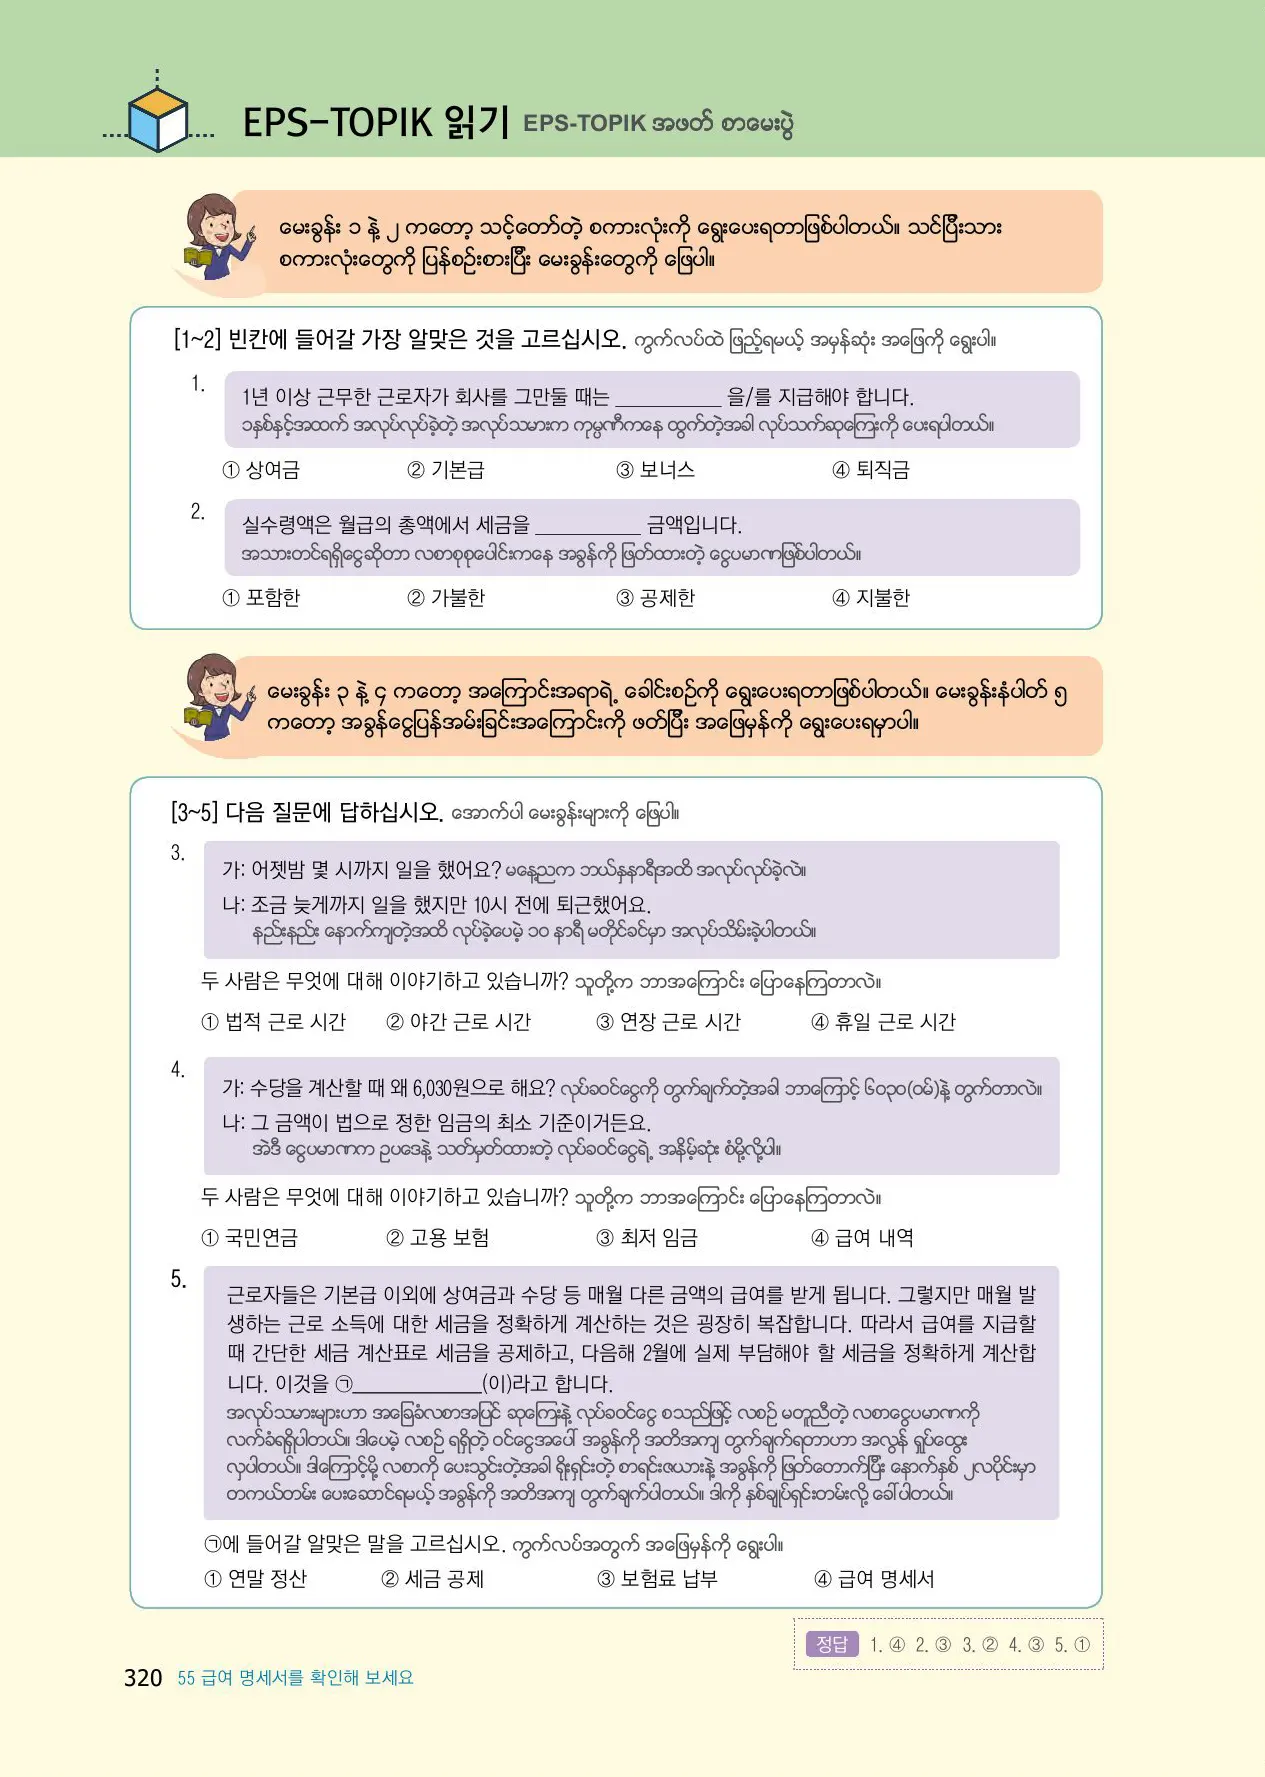 EPS-TOPIK 읽기 EPS-TOPIK အဖတ် စာမေးပွဲ
မေးခွန်း ၁ နဲ့ ၂ ကတော့ သင့်တော်တဲ့ စကားလုံးကို ရွေးပေးရတာဖြစ်ပါတယ်။ သင်ပြီးသား
စကားလုံးတွေကို ပြန်စဉ်းစားပြီး မေးခွန်းတွေကို ဖြေပါ။
[1~2] 빈칸에 들어갈 가장 알맞은 것을 고르십시오. ကွက်လပ်ထဲ ဖြည့်ရမယ့် အမှန်ဆုံး အဖြေကို ရွေးပါ။
1. 1년 이상 근무한 근로자가 회사를 그만둘 때는 __________ 을/를 지급해야 합니다.
၁နှစ်နှင့်အထက် အလုပ်လုပ်ခဲ့တဲ့ အလုပ်သမားက ကုမ္ပဏီကနေ ထွက်တဲ့အခါ လုပ်သက်ဆုကြေးကို ပေးရပါတယ်။
① 상여금 ② 기본급 ③ 보너스 ④ 퇴직금
2. 실수령액은 월급의 총액에서 세금을 __________ 금액입니다.
အသားတင်ရရှိငွေဆိုတာ လစာစုစုပေါင်းကနေ အခွန်ကို ဖြတ်ထားတဲ့ ငွေပမာဏဖြစ်ပါတယ်။
① 포함한 ② 가불한 ③ 공제한 ④ 지불한
မေးခွန်း ၃ နဲ့ ၄ ကတော့ အကြောင်းအရာရဲ့ ခေါင်းစဉ်ကို ရွေးပေးရတာဖြစ်ပါတယ်။ မေးခွန်းနံပါတ် ၅
ကတော့ အခွန်ငွေပြန်အမ်းခြင်းအကြောင်းကို ဖတ်ပြီး အဖြေမှန်ကို ရွေးပေးရမှာပါ။
[3~5] 다음 질문에 답하십시오. အောက်ပါ မေးခွန်းများကို ဖြေပါ။
3. 가: 어젯밤 몇 시까지 일을 했어요? မနေ့ညက ဘယ်နှနာရီအထိ အလုပ်လုပ်ခဲ့လဲ။
나: 조금 늦게까지 일을 했지만 10시 전에 퇴근했어요.
နည်းနည်း နောက်ကျတဲ့အထိ လုပ်ခဲ့ပေမဲ့ ၁၀ နာရီ မတိုင်ခင်မှာ အလုပ်သိမ်းခဲ့ပါတယ်။
두 사람은 무엇에 대해 이야기하고 있습니까? သူတို့က ဘာအကြောင်း ပြောနေကြတာလဲ။
① 법적 근로 시간 ② 야간 근로 시간 ③ 연장 근로 시간 ④ 휴일 근로 시간
4. 가: 수당을 계산할 때 왜 6,030원으로 해요? လုပ်ခဝင်ငွေကို တွက်ချက်တဲ့အခါ ဘာကြောင့် ၆၀၃၀(ဝမ်)နဲ့ တွက်တာလဲ။
나: 그 금액이 법으로 정한 임금의 최소 기준이거든요.
အဲဒီ ငွေပမာဏက ဥပဒေနဲ့ သတ်မှတ်ထားတဲ့ လုပ်ခဝင်ငွေရဲ့ အနိမ့်ဆုံး စံမို့လို့ပါ။
두 사람은 무엇에 대해 이야기하고 있습니까? သူတို့က ဘာအကြောင်း ပြောနေကြတာလဲ။
① 국민연금 ② 고용 보험 ③ 최저 임금 ④ 급여 내역
5. 근로자들은 기본급 이외에 상여금과 수당 등 매월 다른 금액의 급여를 받게 됩니다. 그렇지만 매월 발
생하는 근로 소득에 대한 세금을 정확하게 계산하는 것은 굉장히 복잡합니다. 따라서 급여를 지급할
때 간단한 세금 계산표로 세금을 공제하고, 다음해 2월에 실제 부담해야 할 세금을 정확하게 계산합
니다. 이것을 ㉠____________(이)라고 합니다.
အလုပ်သမားများဟာ အခြေခံလစာအပြင် ဆုကြေးနဲ့ လုပ်ခဝင်ငွေ စသည်ဖြင့် လစဉ် မတူညီတဲ့ လစာငွေပမာဏကို
လက်ခံရရှိပါတယ်။ ဒါပေမဲ့ လစဉ် ရရှိတဲ့ ဝင်ငွေအပေါ် အခွန်ကို အတိအကျ တွက်ချက်ရတာဟာ အလွန် ရှုပ်ထွေး
လှပါတယ်။ ဒါကြောင့်မို့ လစာကို ပေးသွင်းတဲ့အခါ ရိုးရှင်းတဲ့ စာရင်းဇယားနဲ့ အခွန်ကို ဖြတ်တောက်ပြီး နောက်နှစ် ၂လပိုင်းမှာ
တကယ်တမ်း ပေးဆောင်ရမယ့် အခွန်ကို အတိအကျ တွက်ချက်ပါတယ်။ ဒါကို နှစ်ချုပ်ရှင်းတမ်းလို့ ခေါ်ပါတယ်။
㉠에 들어갈 알맞은 말을 고르십시오. ကွက်လပ်အတွက် အဖြေမှန်ကို ရွေးပါ။
① 연말 정산 ② 세금 공제 ③ 보험료 납부 ④ 급여 명세서
정답 1. ④ 2. ③ 3. ② 4. ③ 5. ①
320 55 급여 명세서를 확인해 보세요